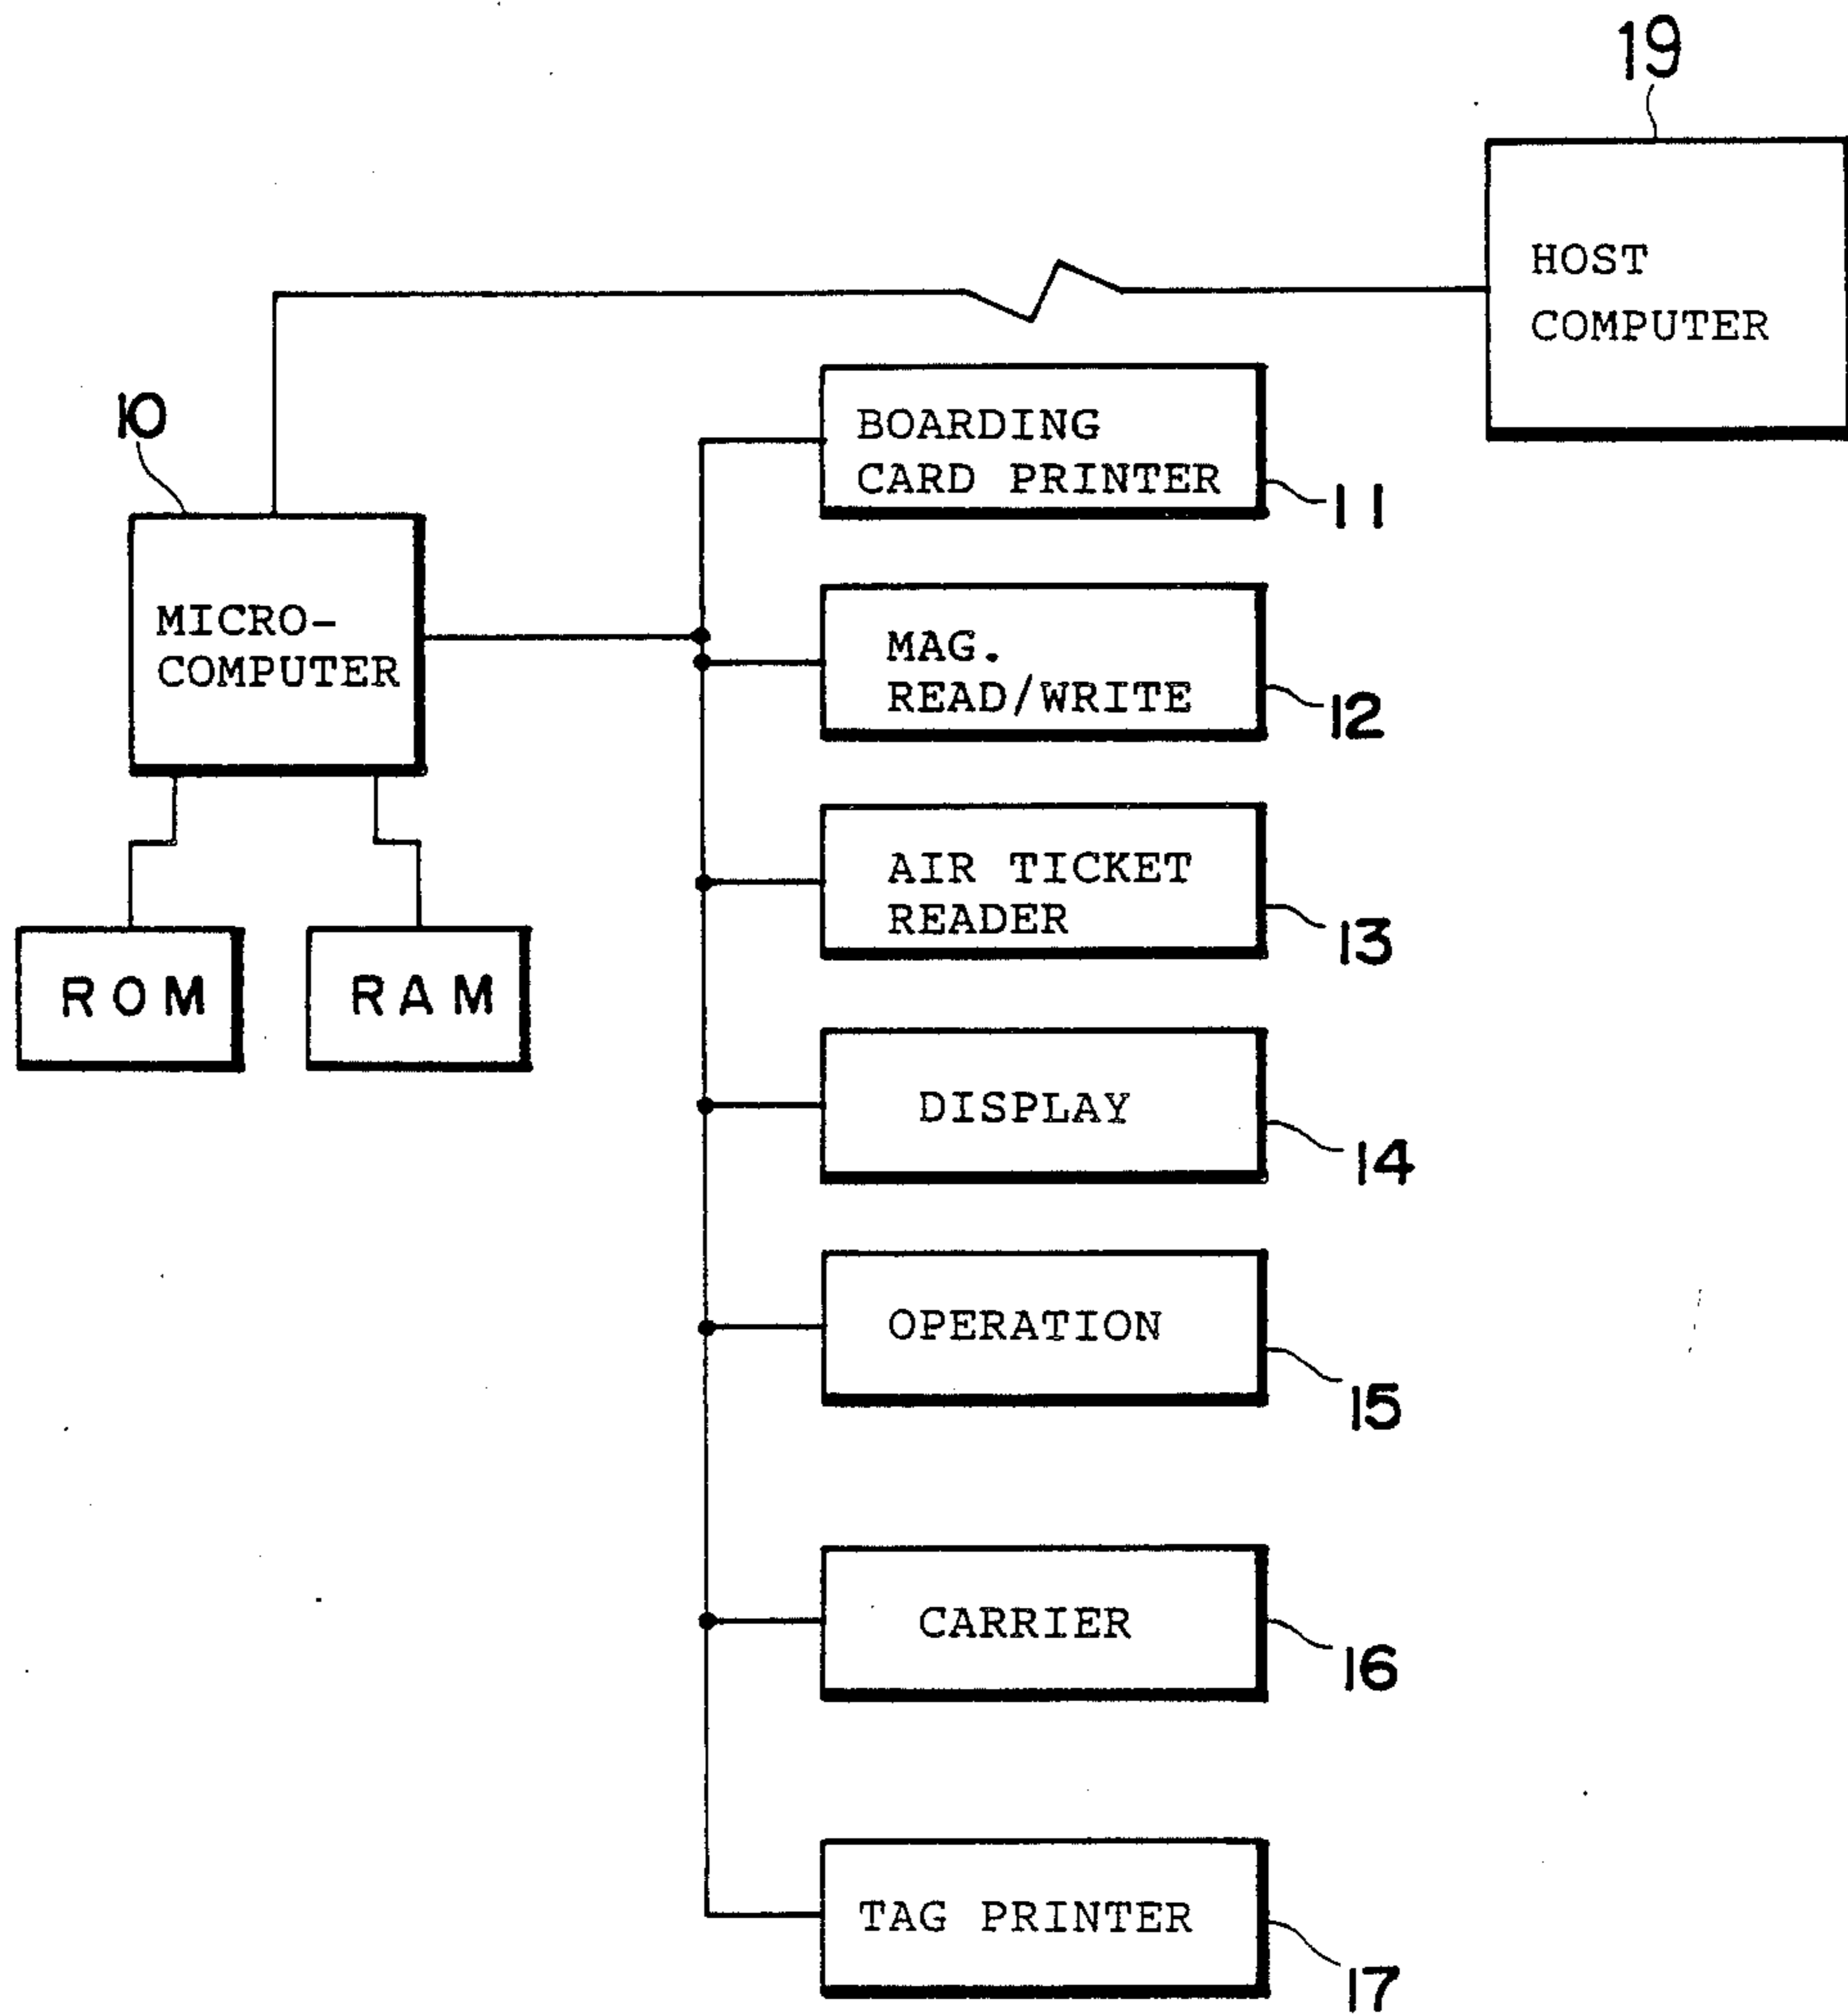 19
HOST
COMPUTER
10
BOARDING
CARD PRINTER
11
MICRO-
COMPUTER
MAG.
READ/WRITE
12
AIR TICKET
READER
13
ROM
RAM
DISPLAY
14
OPERATION
15
CARRIER
16
TAG PRINTER
17